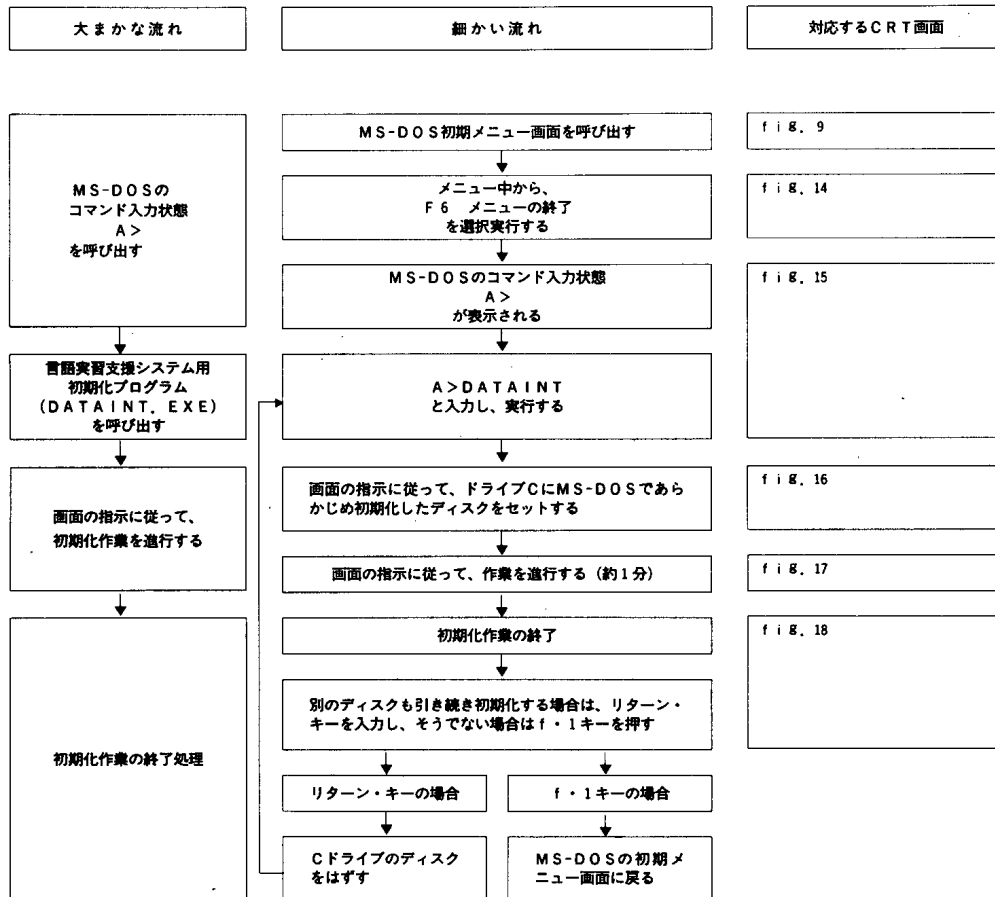 大まかな流れ
細かい流れ
対応するCRT画面
MS-DOSの
コマンド入力状態
A>
を呼び出す
言語実習支援システム用
初期化プログラム
(DATAINT.EXE)
を呼び出す
画面の指示に従って、
初期化作業を進行する
初期化作業の終了処理
MS-DOS初期メニュー画面を呼び出す
メニュー中から、
F6 メニューの終了
を選択実行する
MS-DOSのコマンド入力状態
A>
が表示される
A>DATAINT
と入力し、実行する
画面の指示に従って、ドライブCにMS-DOSであら
かじめ初期化したディスクをセットする
画面の指示に従って、作業を進行する(約1分)
初期化作業の終了
別のディスクも引き続き初期化する場合は、リターン・
キーを入力し、そうでない場合はf・1キーを押す
リターン・キーの場合
f・1キーの場合
Cドライブのディスク
をはずす
MS-DOSの初期メ
ニュー画面に戻る
fig. 9
fig. 14
fig. 15
fig. 16
fig. 17
fig. 18